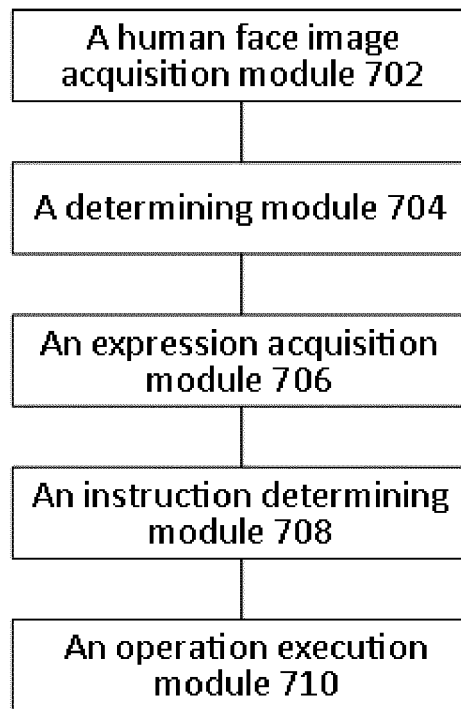 A human face image
acquisition module 702
A determining module 704
An expression acquisition
module 706
An instruction determining
module 708
An operation execution
module 710